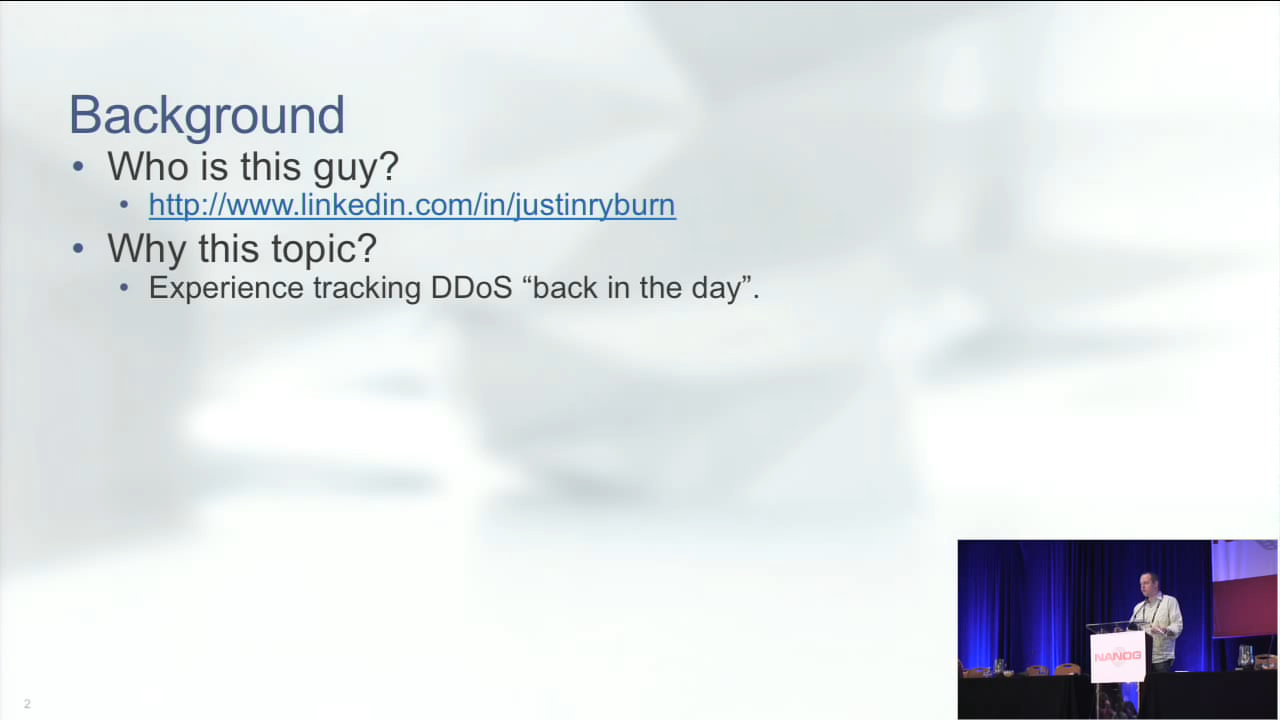 Background
• Who is this guy?
• http://www.linkedin.com/in/justinryburn
• Why this topic?
• Experience tracking DDoS “back in the day”.
NANOG
2